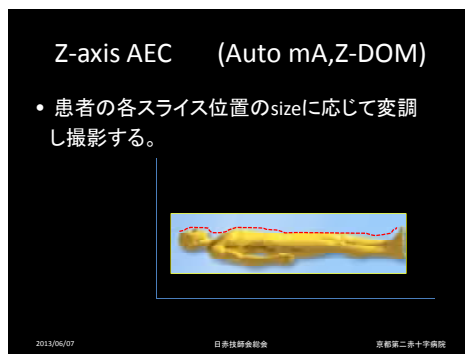 Z-axis AEC (Auto mA,Z-DOM)
• 患者の各スライス位置のsizeに応じて変調
し撮影する。
2013/06/07 日赤技師会総会 京都第二赤十字病院